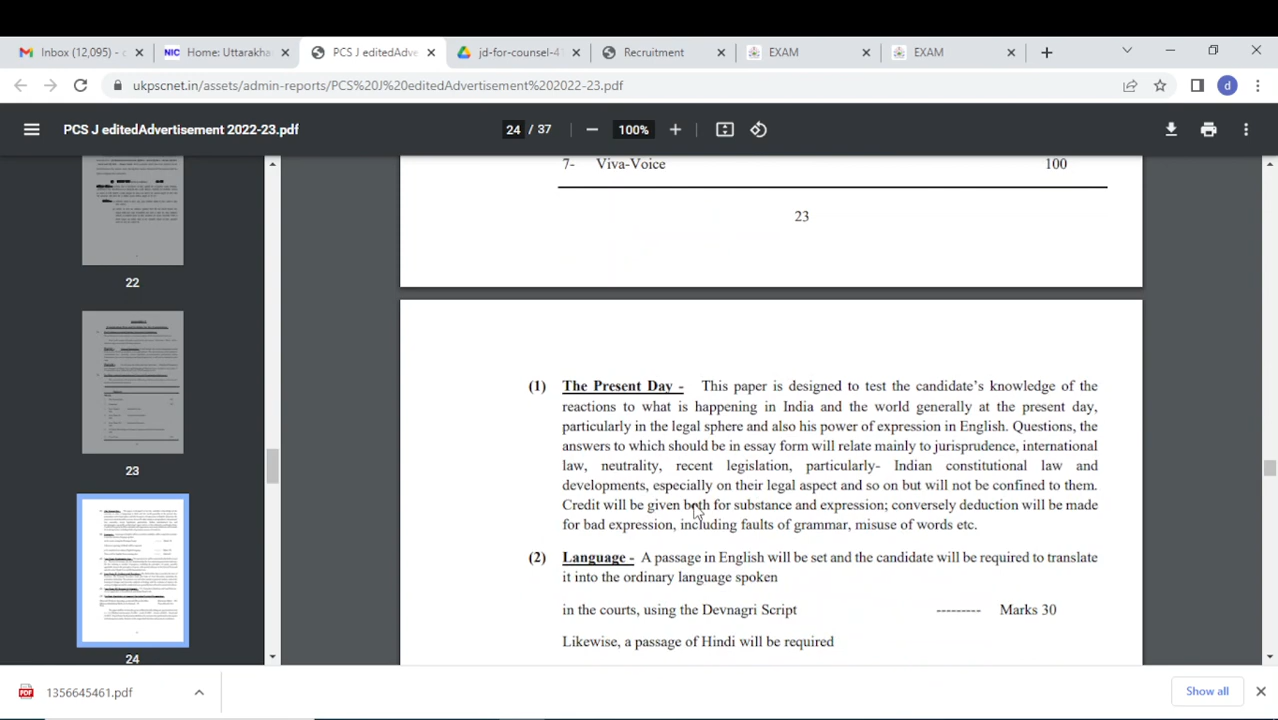 Inbox (12,095) - c
NIC Home: Uttarakha
PCS J editedAdve
jd-for-counsel-41
Recruitment
EXAM
EXAM
ukpscnet.in/assets/admin-reports/PCS%20J%20editedAdvertisement%202022-23.pdf
d
PCS J editedAdvertisement 2022-23.pdf
24 / 37
100%
22
23
24
7- Viva-Voice 100
23
(1) The Present Day - This paper is designed to test the candidate's knowledge of the
reactions to what is happening in India and the world generally at the present day,
particularly in the legal sphere and also his power of expression in English. Questions, the
answers to which should be in essay form will relate mainly to jurisprudence, international
law, neutrality, recent legislation, particularly- Indian constitutional law and
developments, especially on their legal aspect and so on but will not be confined to them.
Credit will be given both for substance and expression; conversely deduction will be made
for bad expression, including faults of grammar, misuse of words etc.
(2) Language - A passage in English will be set and the candidate will be required to translate
it into the ordinary language spoken
in the courts, using the Devnagri Script --------- Marks 30
Likewise, a passage of Hindi will be required
PDF 1356645461.pdf
Show all